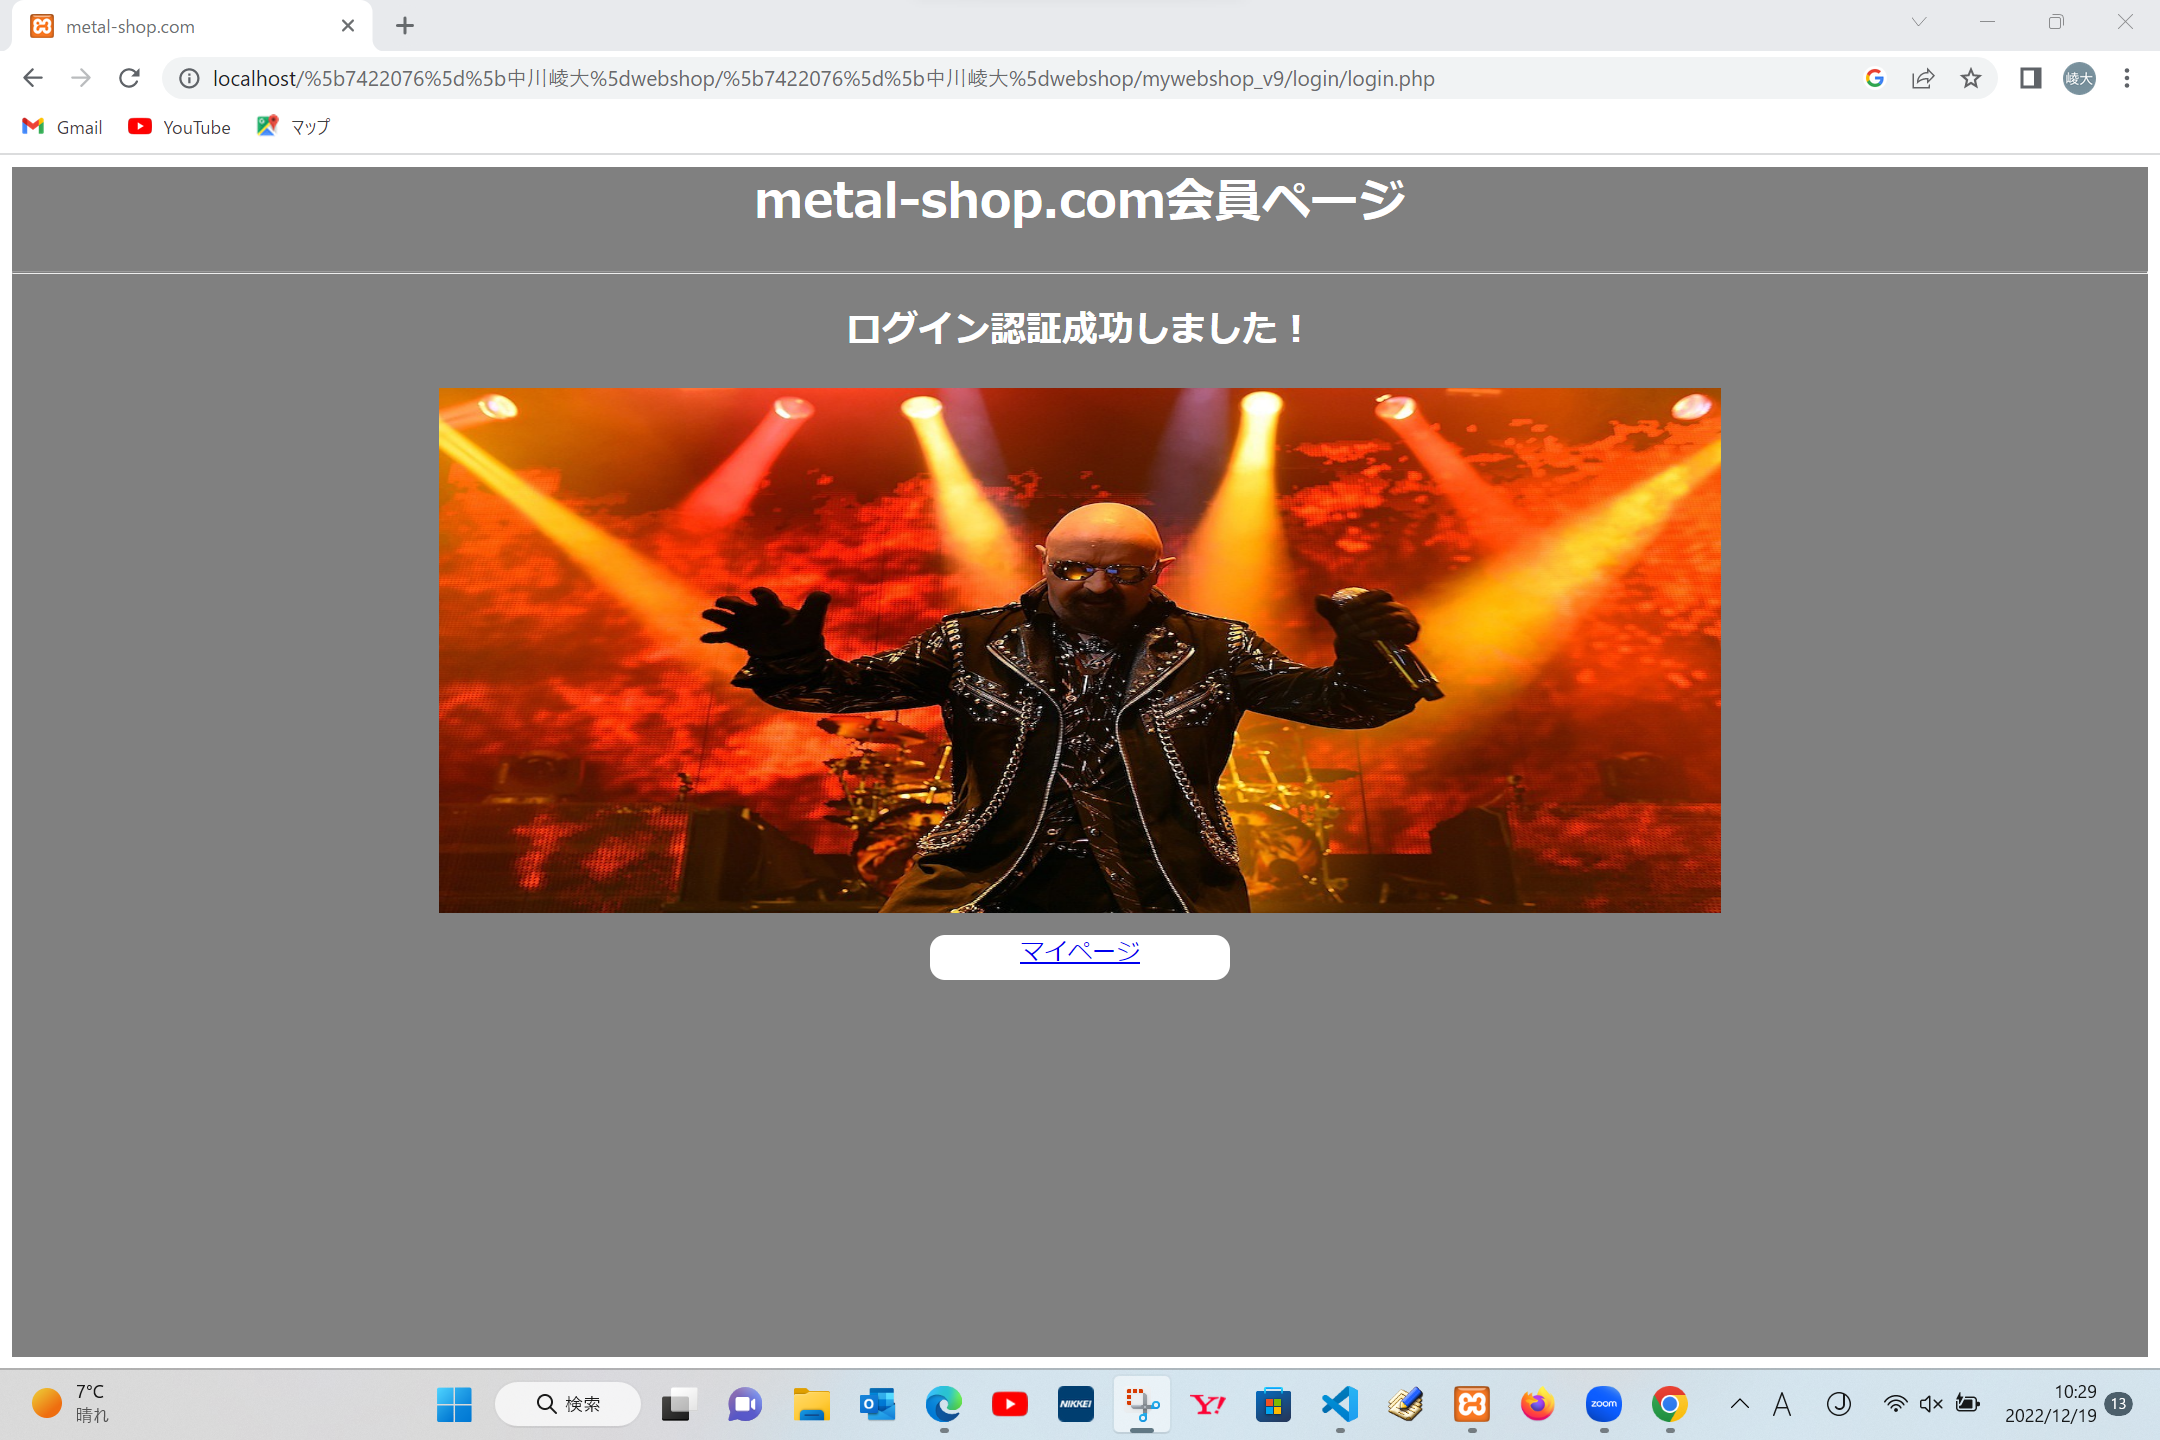 metal-shop.com
localhost/%5b7422076%5d%5b中川崚大%5dwebshop/%5b7422076%5d%5b中川崚大%5dwebshop/mywebshop_v9/login/login.php
崚大
Gmail
YouTube
マップ
metal-shop.com会員ページ
ログイン認証成功しました！
マイページ
7°C
晴れ
検索
NIKKEI
Y!
zoom
A
J
10:29
2022/12/19
13